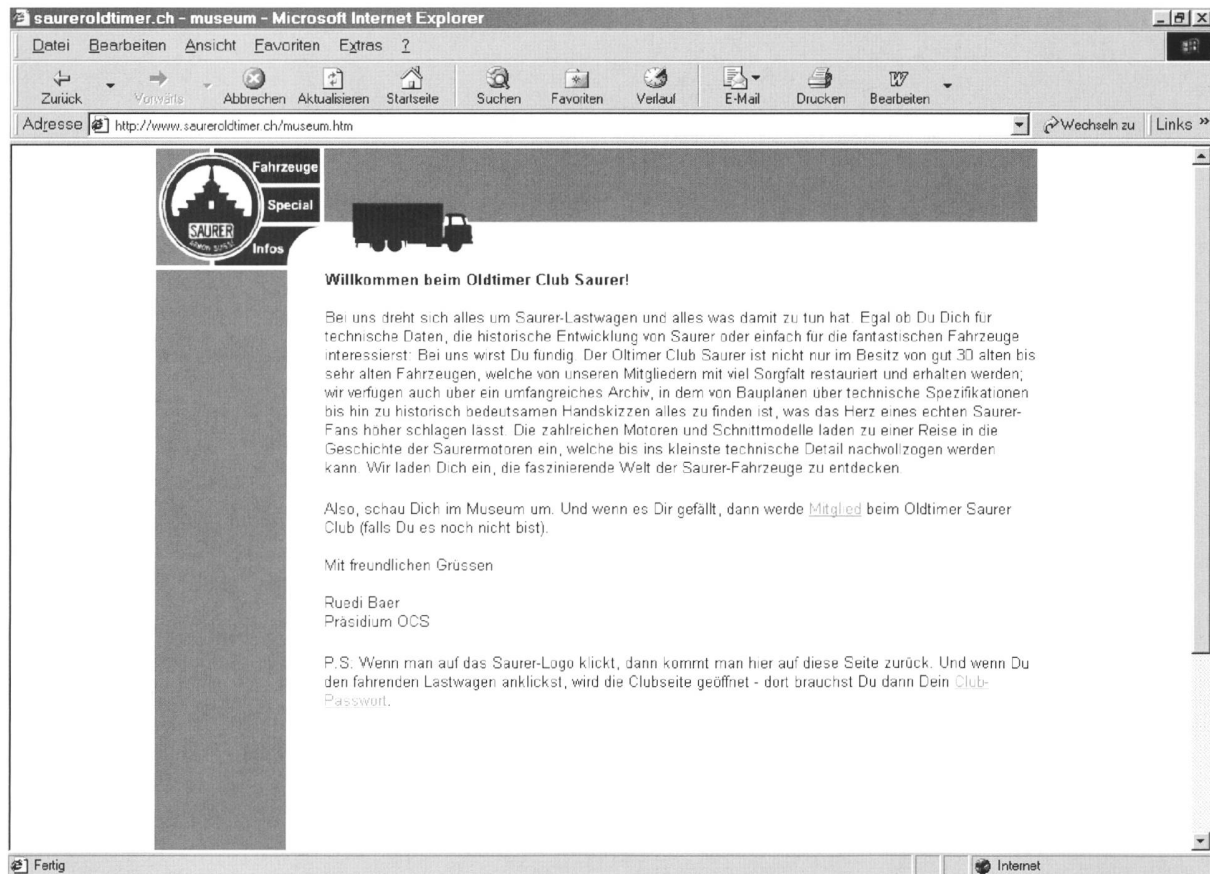 saureroldtimer.ch - museum - Microsoft Internet Explorer
Datei Bearbeiten Ansicht Favoriten Extras ?
Zurück Vorwärts Abbrechen Aktualisieren Startseite Suchen Favoriten Verlauf E-Mail Drucken Bearbeiten
Adresse http://www.saureroldtimer.ch/museum.htm Wechseln zu Links »
Fahrzeuge
Special
SAURER
Infos
Willkommen beim Oldtimer Club Saurer!
Bei uns dreht sich alles um Saurer-Lastwagen und alles was damit zu tun hat. Egal ob Du Dich für
technische Daten, die historische Entwicklung von Saurer oder einfach für die fantastischen Fahrzeuge
interessierst: Bei uns wirst Du fündig. Der Oltimer Club Saurer ist nicht nur im Besitz von gut 30 alten bis
sehr alten Fahrzeugen, welche von unseren Mitgliedern mit viel Sorgfalt restauriert und erhalten werden;
wir verfügen auch über ein umfangreiches Archiv, in dem von Bauplänen über technische Spezifikationen
bis hin zu historisch bedeutsamen Handskizzen alles zu finden ist, was das Herz eines echten Saurer-
Fans höher schlagen lässt. Die zahlreichen Motoren und Schnittmodelle laden zu einer Reise in die
Geschichte der Saurermotoren ein, welche bis ins kleinste technische Detail nachvollzogen werden
kann. Wir laden Dich ein, die faszinierende Welt der Saurer-Fahrzeuge zu entdecken.
Also, schau Dich im Museum um. Und wenn es Dir gefällt, dann werde Mitglied beim Oldtimer Saurer
Club (falls Du es noch nicht bist).
Mit freundlichen Grüssen
Ruedi Baer
Präsidium OCS
P.S: Wenn man auf das Saurer-Logo klickt, dann kommt man hier auf diese Seite zurück. Und wenn Du
den fahrenden Lastwagen anklickst, wird die Clubseite geöffnet - dort brauchst Du dann Dein Club-
Passwort.
Fertig Internet